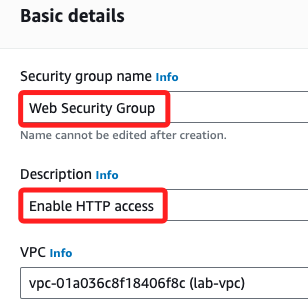 Basic details
Security group name Info
Web Security Group
Name cannot be edited after creation.
Description Info
Enable HTTP access
VPC Info
vpc-01a036c8f18406f8c (lab-vpc)